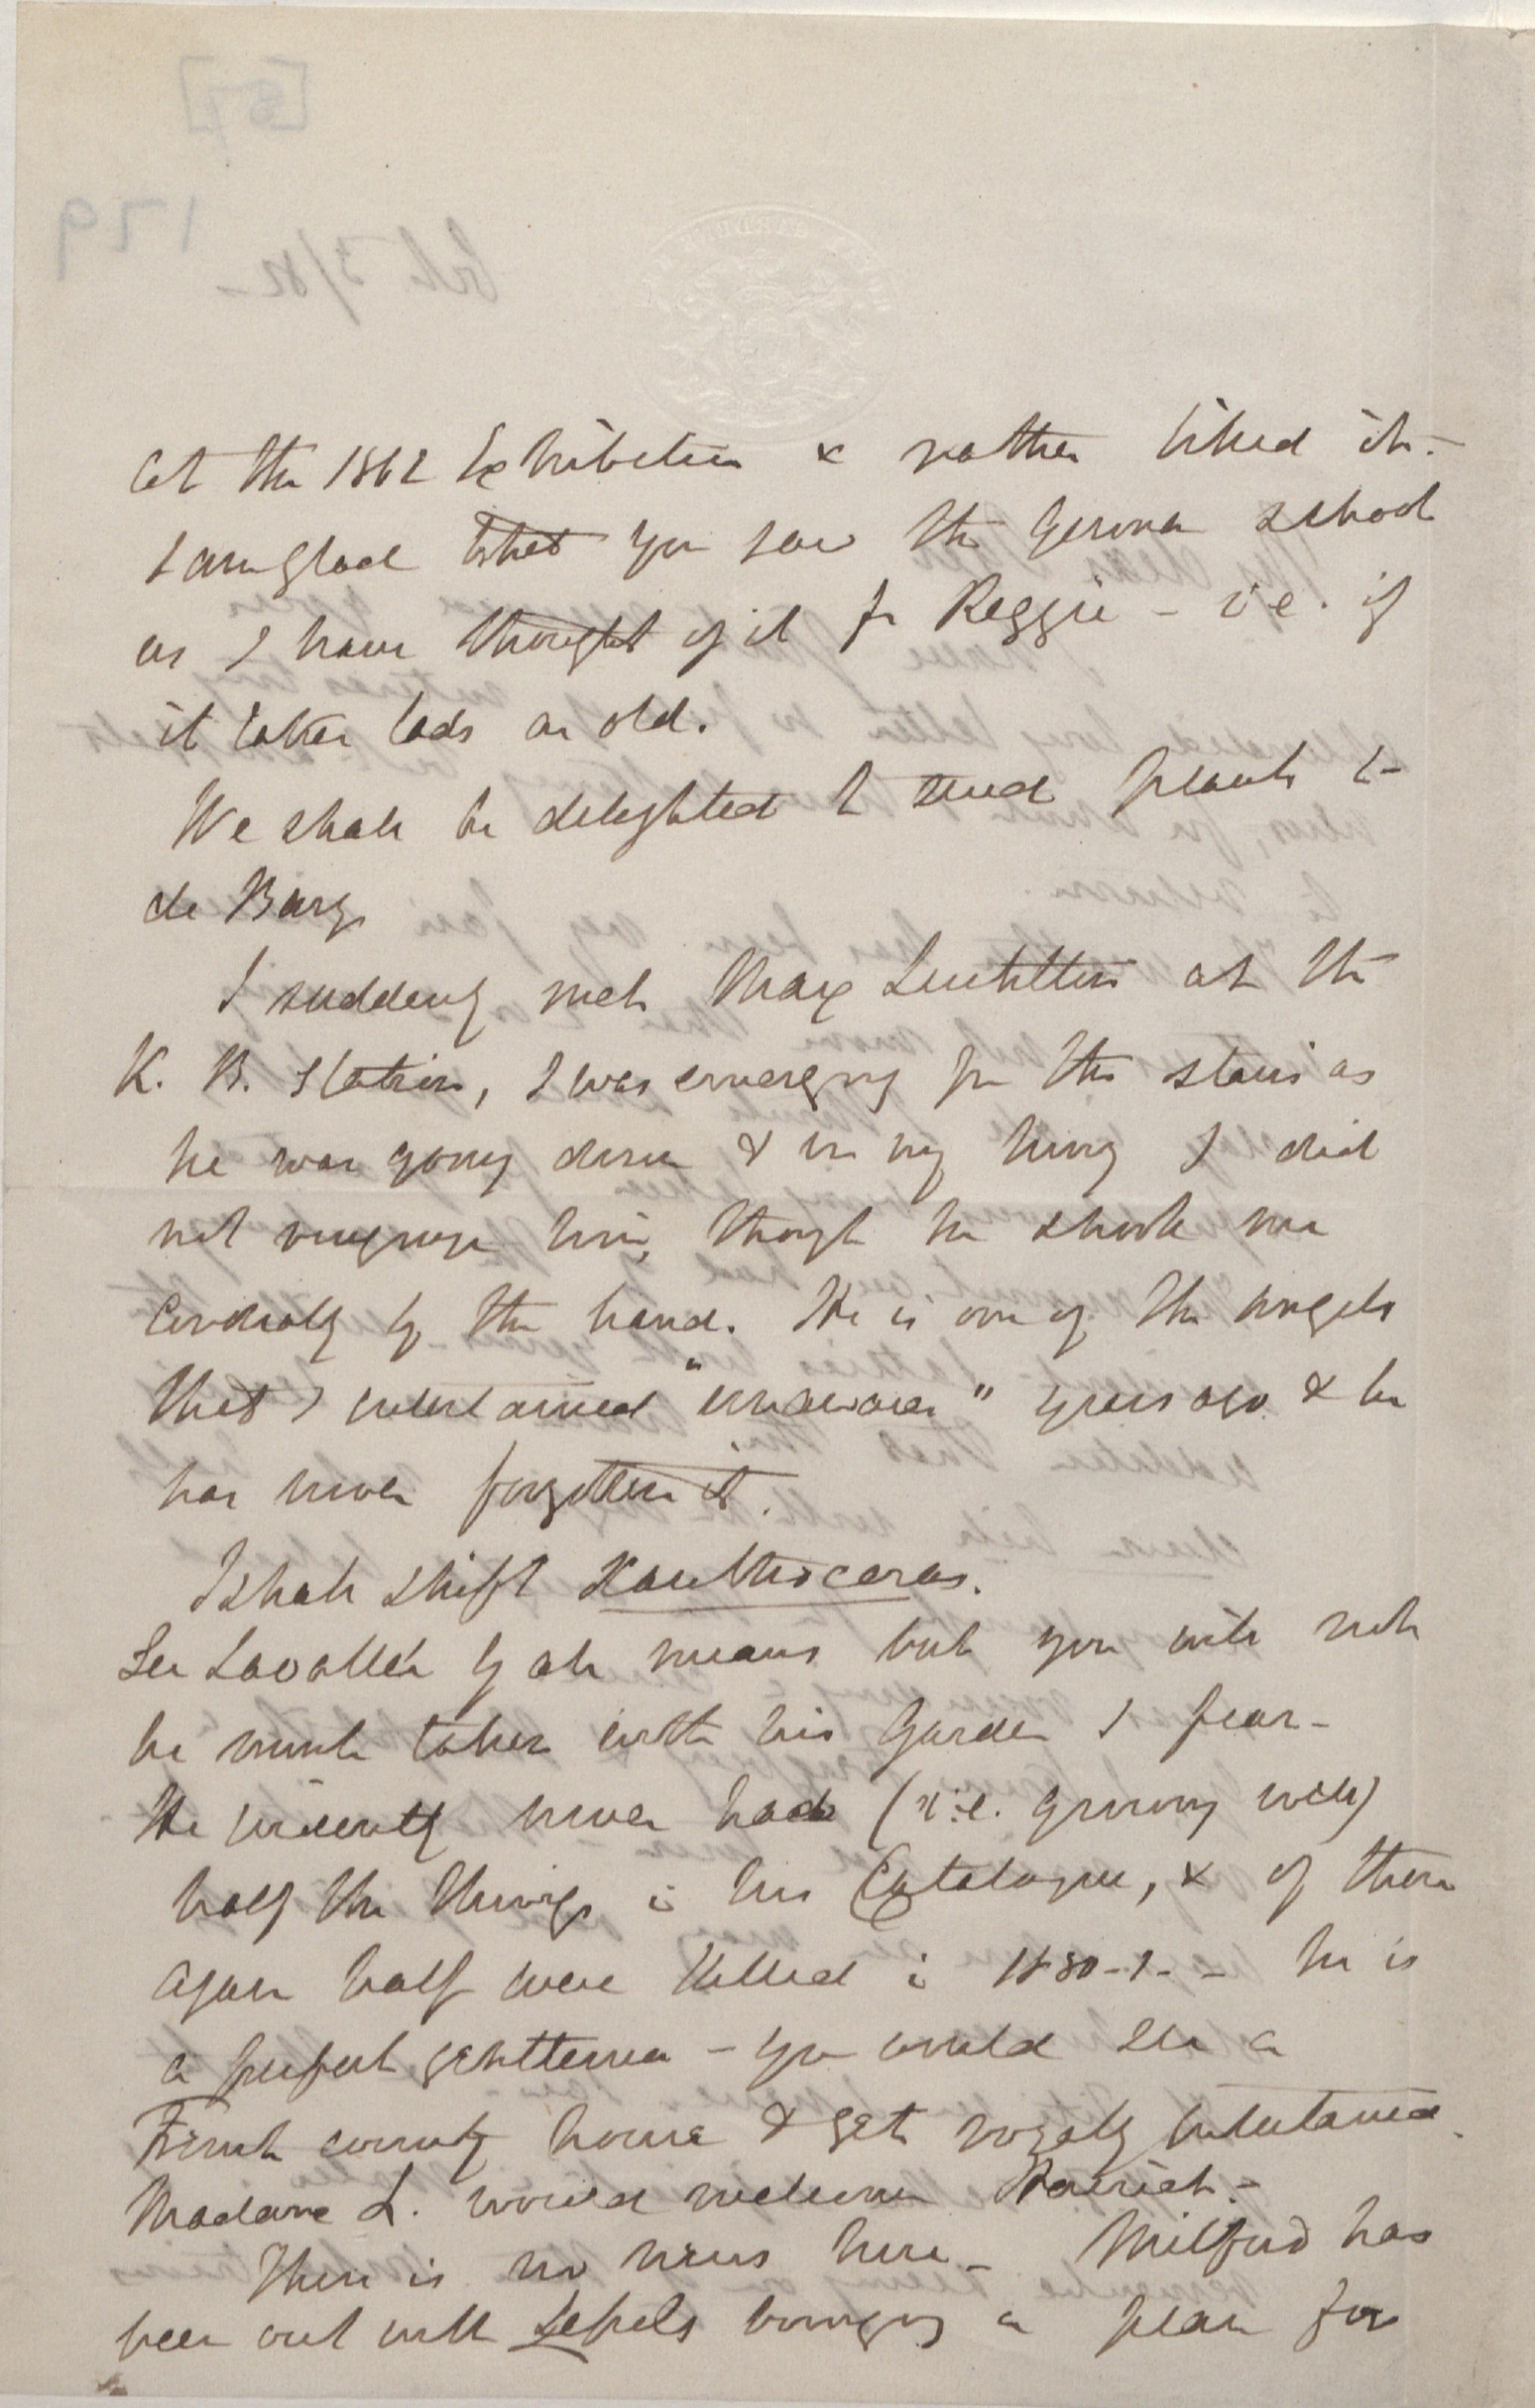 at the 1862 Exhibition & rather liked it.-
I am glad that you saw the German school
as I have thought of it for Reggie - i.e. if
it takes lads as old.
We shall be delighted to send plants to
de Bary
I suddenly met Max at the
K. B. Station, I was emerging from the stairs as
he was going down & in my hurry I did
not recognize him, though he shook me
cordially by the hand. He is one of the angels
that I entertained "unawares" years ago & he
has never forgotten it.
I shall shift Xanthoceras.
See Lavallée by all means but you will not
be much taken with his Garden I fear-
He evidently never had (i.e. growing well)
half the things in his Catalogue, & of them
again half were killed in 1880-1 - he is
a perfect gentleman - you would see a
French country house & get royally entertained.
Madame L. would welcome Harriet.-
There is no news here - Milford has
been out with Lepels bringing a plan for